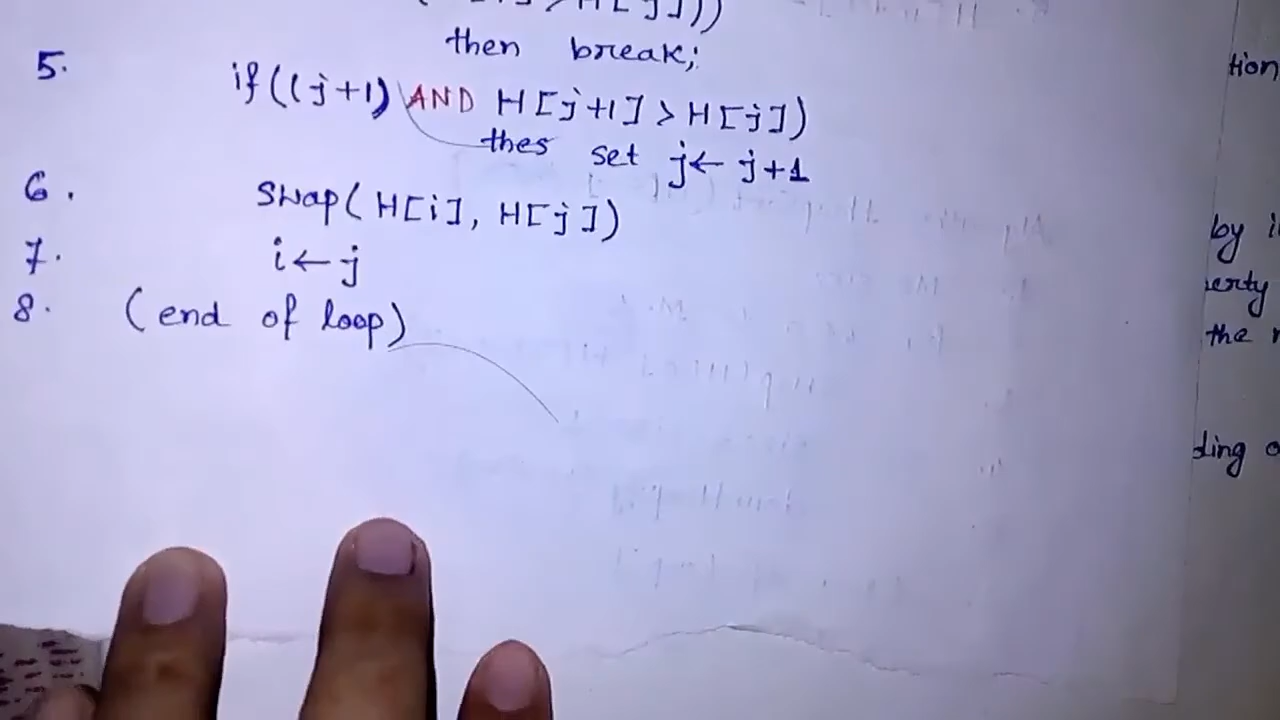 H[j]))
then break;
5.
if((j+1) AND H[j+1] > H[j])
thes set j← j+1
6. Swap(H[i], H[j])
7. i←j
8. (end of loop)
tion
by
the
ding